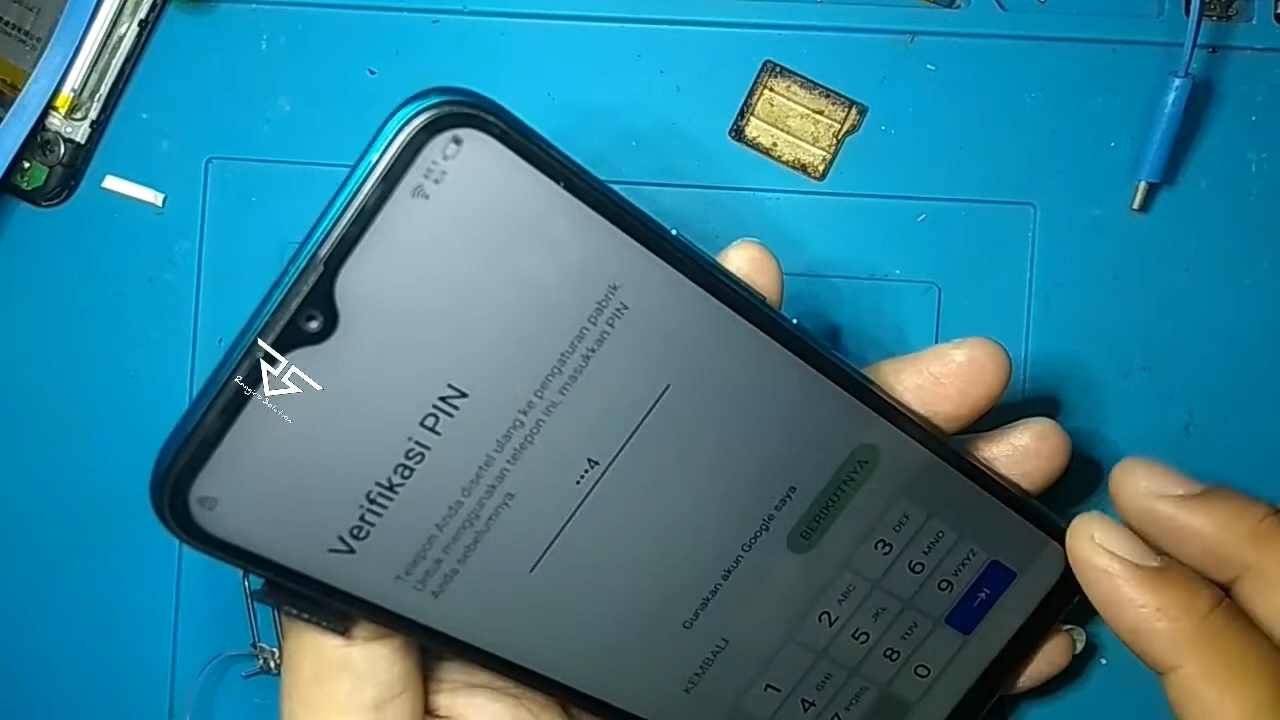 Verifikasi PIN
Telepon Anda disetel ulang ke pengaturan pabrik.
Untuk menggunakan telepon ini, masukkan PIN
Anda sebelumnya.
•••4
Gunakan akun Google saya
KEMBALI
BERIKUTNYA
1
2 ABC
3 DEF
4 GHI
5 JKL
6 MNO
7 PQRS
8 TUV
9 WXYZ
0